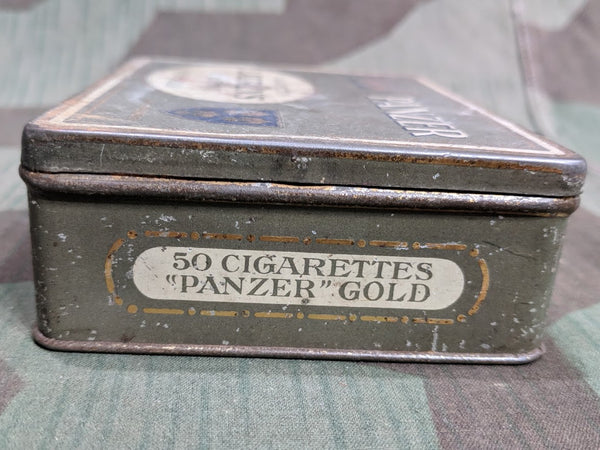 PANZER
50 CIGARETTES
"PANZER" GOLD